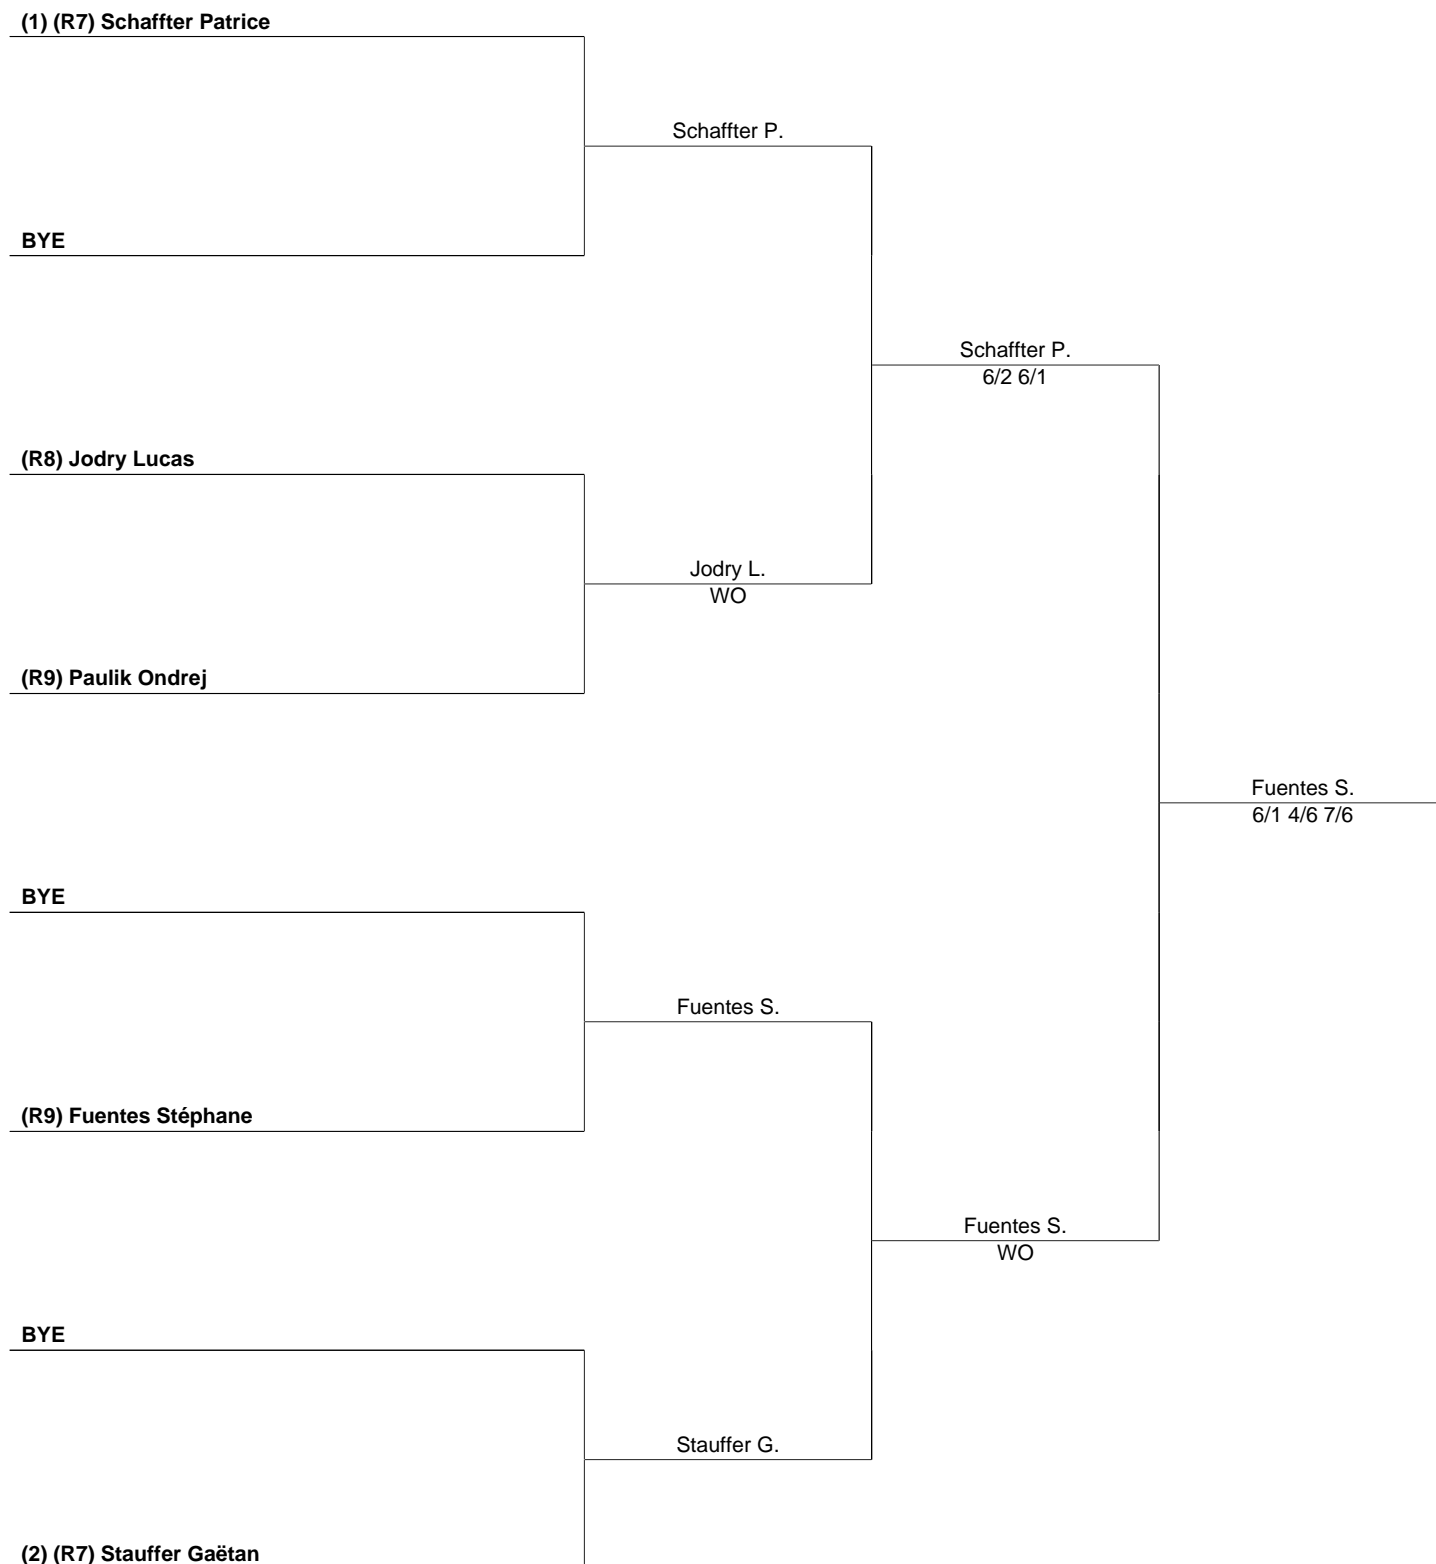 (1) (R7) Schaffter Patrice
Schaffter P.
BYE
Schaffter P.
6/2 6/1
(R8) Jodry Lucas
Jodry L.
WO
(R9) Paulik Ondrej
Fuentes S.
6/1 4/6 7/6
BYE
Fuentes S.
(R9) Fuentes Stéphane
Fuentes S.
WO
BYE
Stauffer G.
(2) (R7) Stauffer Gaëtan